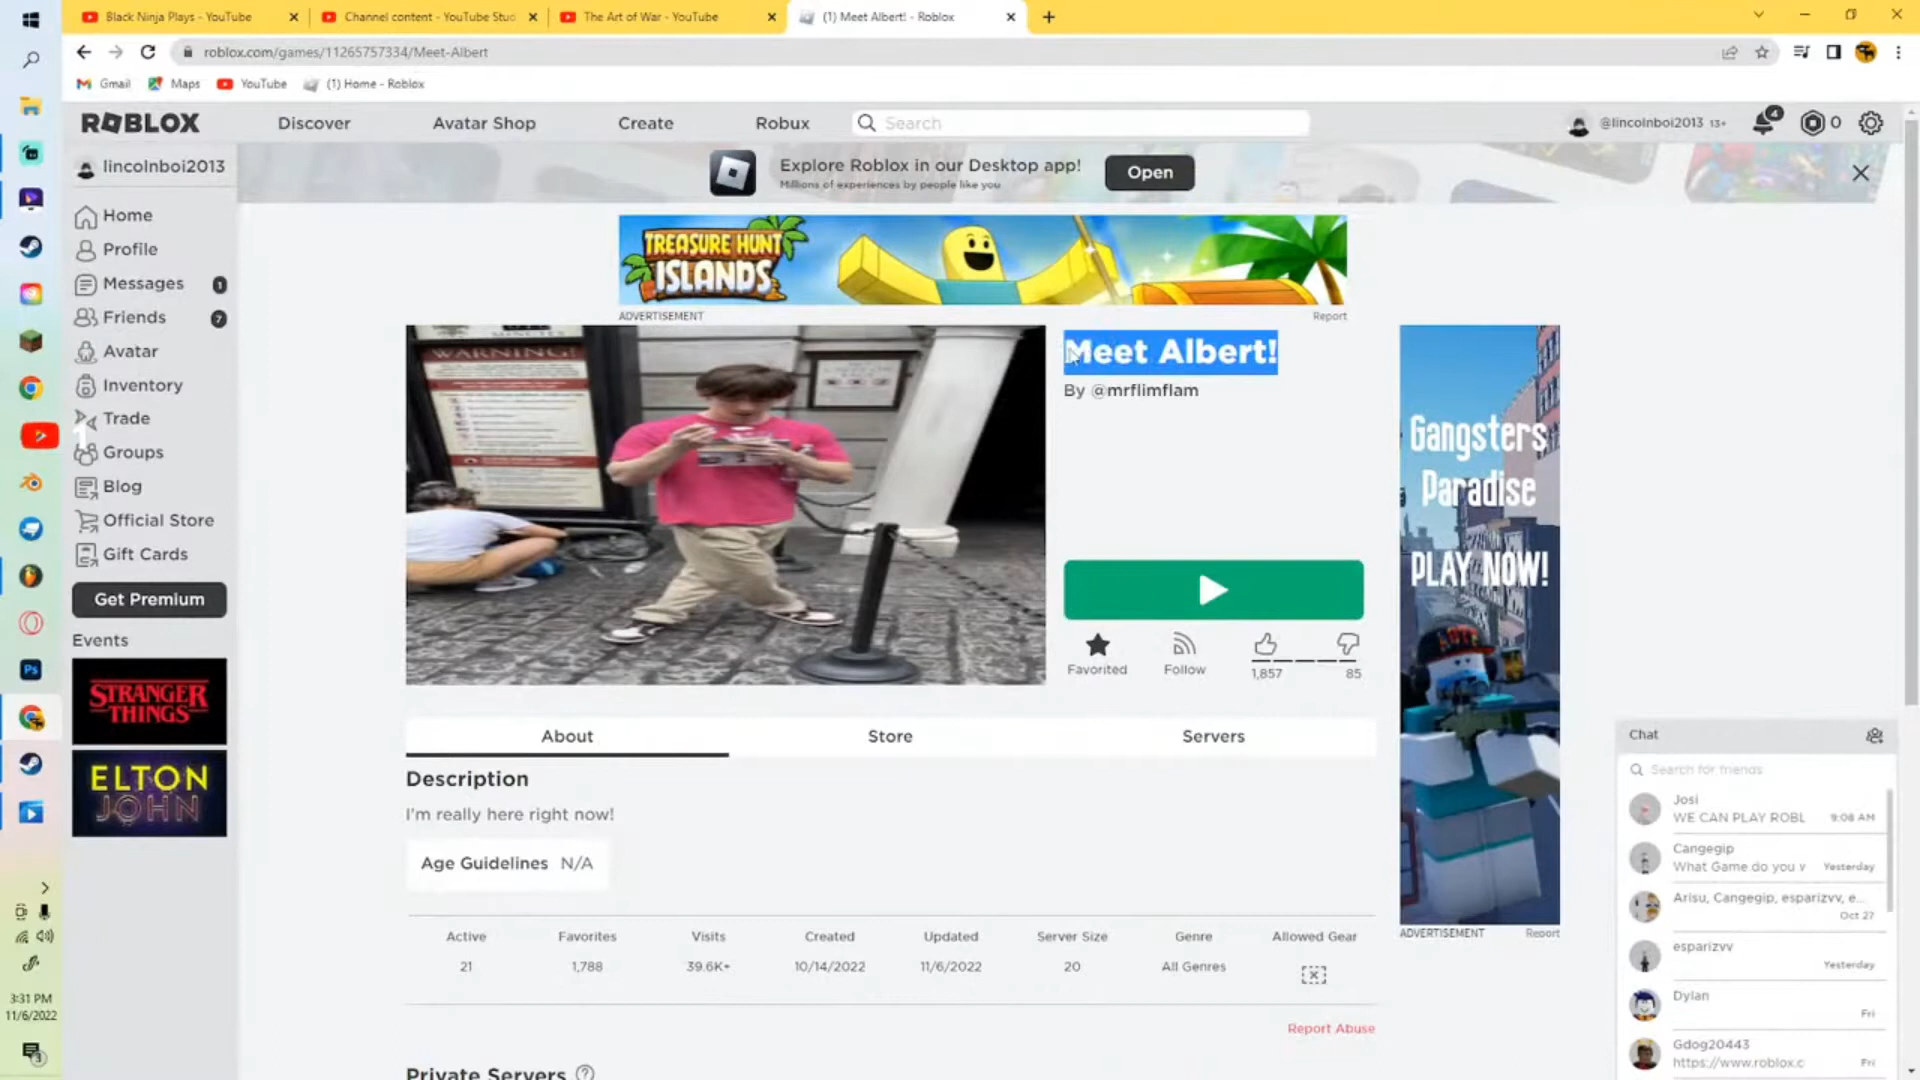 Black Ninja Plays - YouTube
Channel content - YouTube Stud
The Art of War - YouTube
(1) Meet Albert! - Roblox
roblox.com/games/11265757334/Meet-Albert
Gmail
Maps
YouTube
(1) Home - Roblox
ROBLOX
Discover
Avatar Shop
Create
Robux
Search
@lincolnboi2013 13+
4
0
lincolnboi2013
Explore Roblox in our Desktop app!
Millions of experiences by people like you
Open
Home
Profile
Messages 1
Friends 7
Avatar
Inventory
Trade
Groups
Blog
Official Store
Gift Cards
Get Premium
Events
STRANGER
THINGS
ELTON
JOHN
TREASURE HUNT
ISLANDS
ADVERTISEMENT
Report
WARNING!
Meet Albert!
By @mrflimflam
Favorited
Follow
1,857
85
Gangsters
Paradise
PLAY NOW!
ADVERTISEMENT
Report
About
Store
Servers
Description
I'm really here right now!
Age Guidelines N/A
Active Favorites Visits Created Updated Server Size Genre Allowed Gear
21 1,788 39.6K+ 10/14/2022 11/6/2022 20 All Genres
Report Abuse
Private Servers
Chat
Search for friends
Josi
WE CAN PLAY ROBL 9:08 AM
Cangegip
What Game do you v Yesterday
Arisu, Cangegip, esparizvv, e...
Oct 27
esparizvv
Yesterday
Dylan
Fri
Gdog20443
https://www.roblox.c Fri
Ps
3:31 PM
11/6/2022
3